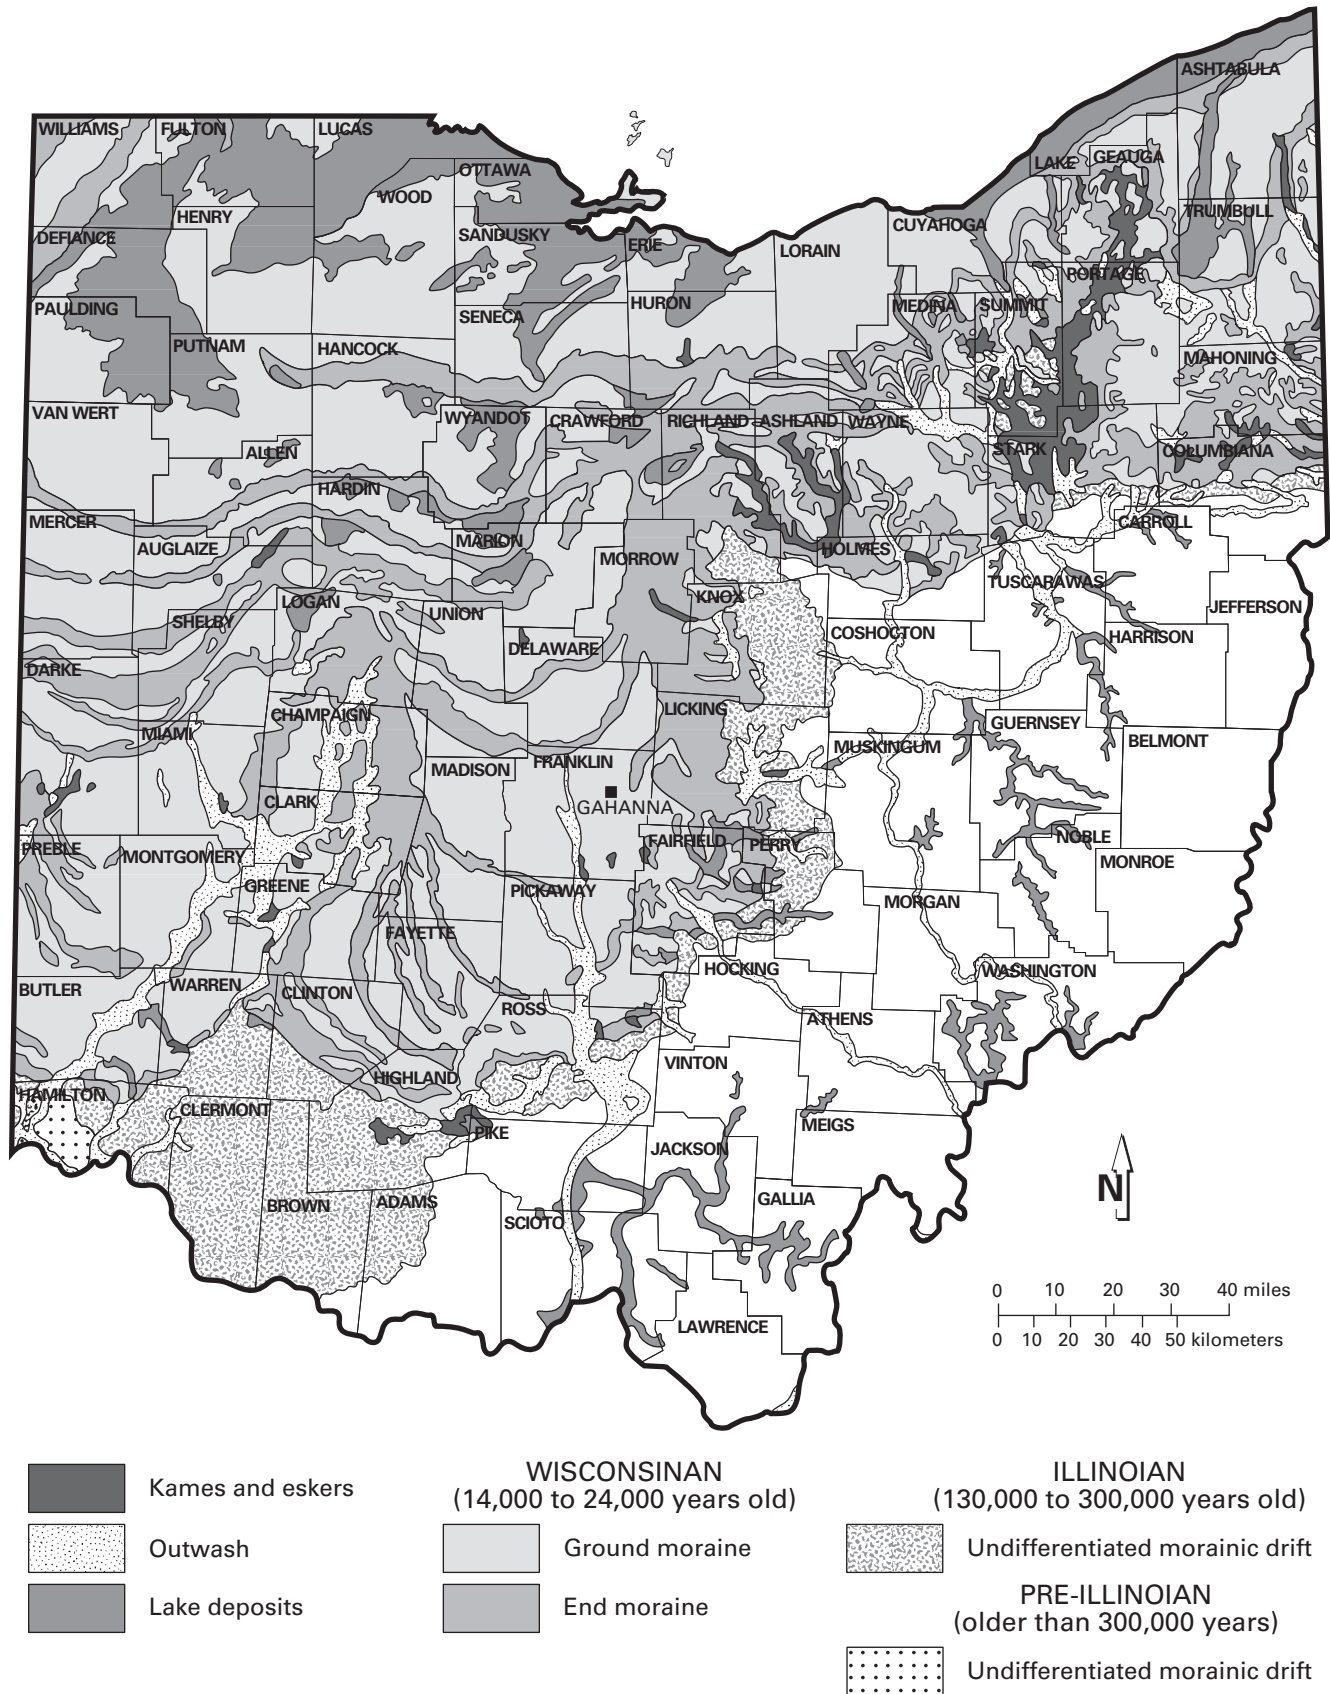 ASHTABULA
WILLIAMS
FULTON
LUCAS
LAKE
GEAUGA
OTTAWA
WOOD
HENRY
TRUMBULL
CUYAHOGA
DEFIANCE
SANDUSKY
ERIE
LORAIN
PORTAGE
PAULDING
SENECA
HURON
MEDINA
SUMMIT
PUTNAM
HANCOCK
MAHONING
VAN WERT
WYANDOT
CRAWFORD
RICHLAND
ASHLAND
WAYNE
ALLEN
STARK
COLUMBIANA
HARDIN
MERCER
CARROLL
AUGLAIZE
MARION
MORROW
HOLMES
TUSCARAWAS
LOGAN
KNOX
JEFFERSON
SHELBY
UNION
DELAWARE
COSHOCTON
HARRISON
DARKE
CHAMPAIGN
LICKING
GUERNSEY
MIAMI
MUSKINGUM
BELMONT
MADISON
FRANKLIN
CLARK
GAHANNA
NOBLE
PREBLE
MONTGOMERY
FAIRFIELD
PERRY
MONROE
GREENE
PICKAWAY
MORGAN
FAYETTE
HOCKING
WASHINGTON
BUTLER
WARREN
CLINTON
ROSS
ATHENS
VINTON
HIGHLAND
HAMILTON
CLERMONT
PIKE
MEIGS
JACKSON
N
GALLIA
BROWN
ADAMS
SCIOTO
0 10 20 30 40 miles
0 10 20 30 40 50 kilometers
LAWRENCE
Kames and eskers
Outwash
Lake deposits
WISCONSINAN
(14,000 to 24,000 years old)
Ground moraine
End moraine
ILLINOIAN
(130,000 to 300,000 years old)
Undifferentiated morainic drift
PRE-ILLINOIAN
(older than 300,000 years)
Undifferentiated morainic drift